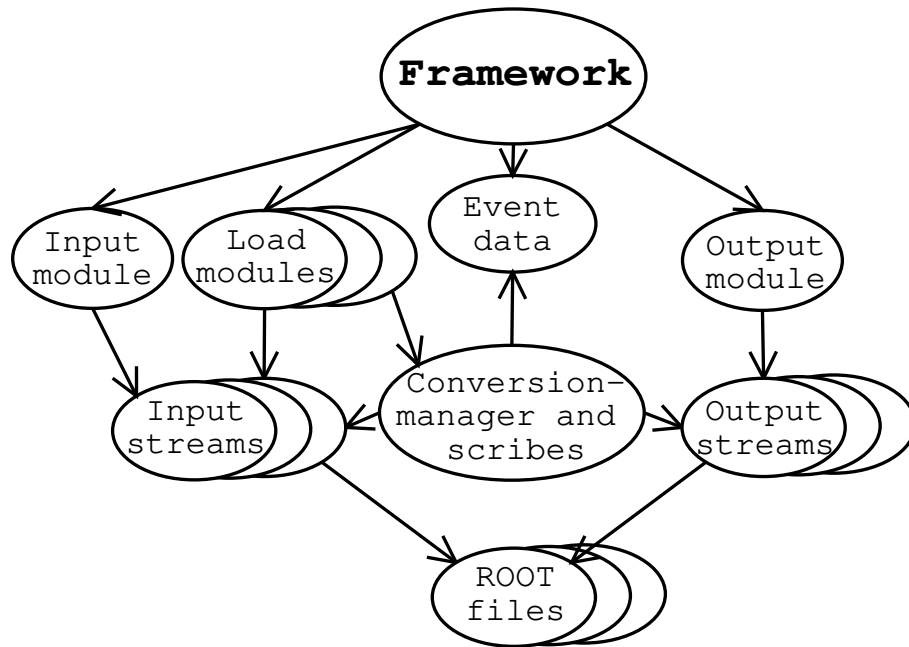 Framework
Input
module
Load
modules
Event
data
Output
module
Input
streams
Conversion-
manager and
scribes
Output
streams
ROOT
files